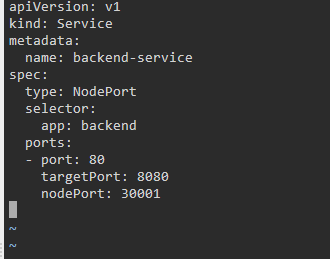 apiVersion: v1
kind: Service
metadata:
  name: backend-service
spec:
  type: NodePort
  selector:
    app: backend
  ports:
  - port: 80
    targetPort: 8080
    nodePort: 30001
~
~